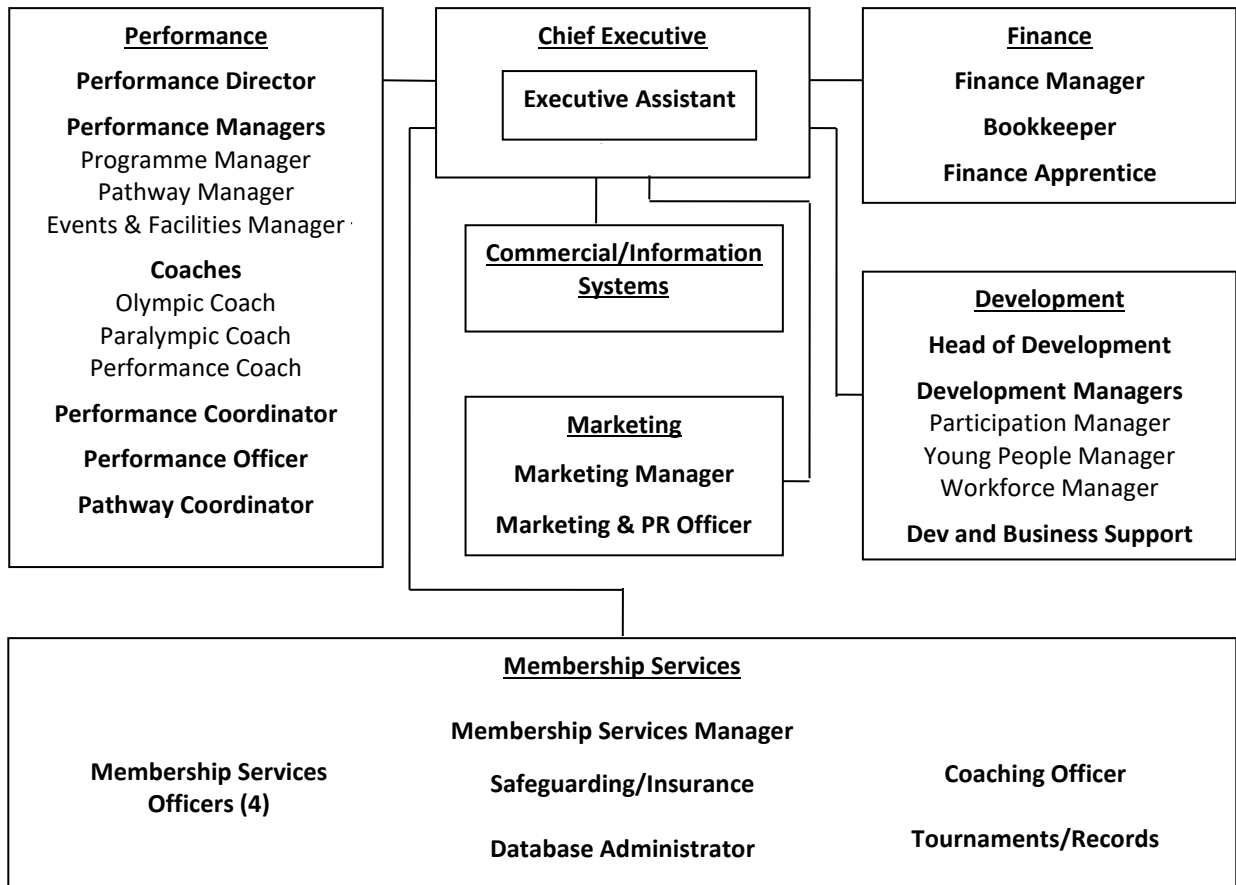 Performance
Performance Director
Performance Managers
Programme Manager
Pathway Manager
Events & Facilities Manager
Coaches
Olympic Coach
Paralympic Coach
Performance Coach
Performance Coordinator
Performance Officer
Pathway Coordinator
Chief Executive
Executive Assistant
Commercial/Information
Systems
Marketing
Marketing Manager
Marketing & PR Officer
Finance
Finance Manager
Bookkeeper
Finance Apprentice
Development
Head of Development
Development Managers
Participation Manager
Young People Manager
Workforce Manager
Dev and Business Support
Membership Services
Membership Services
Officers (4)
Membership Services Manager
Safeguarding/Insurance
Database Administrator
Coaching Officer
Tournaments/Records